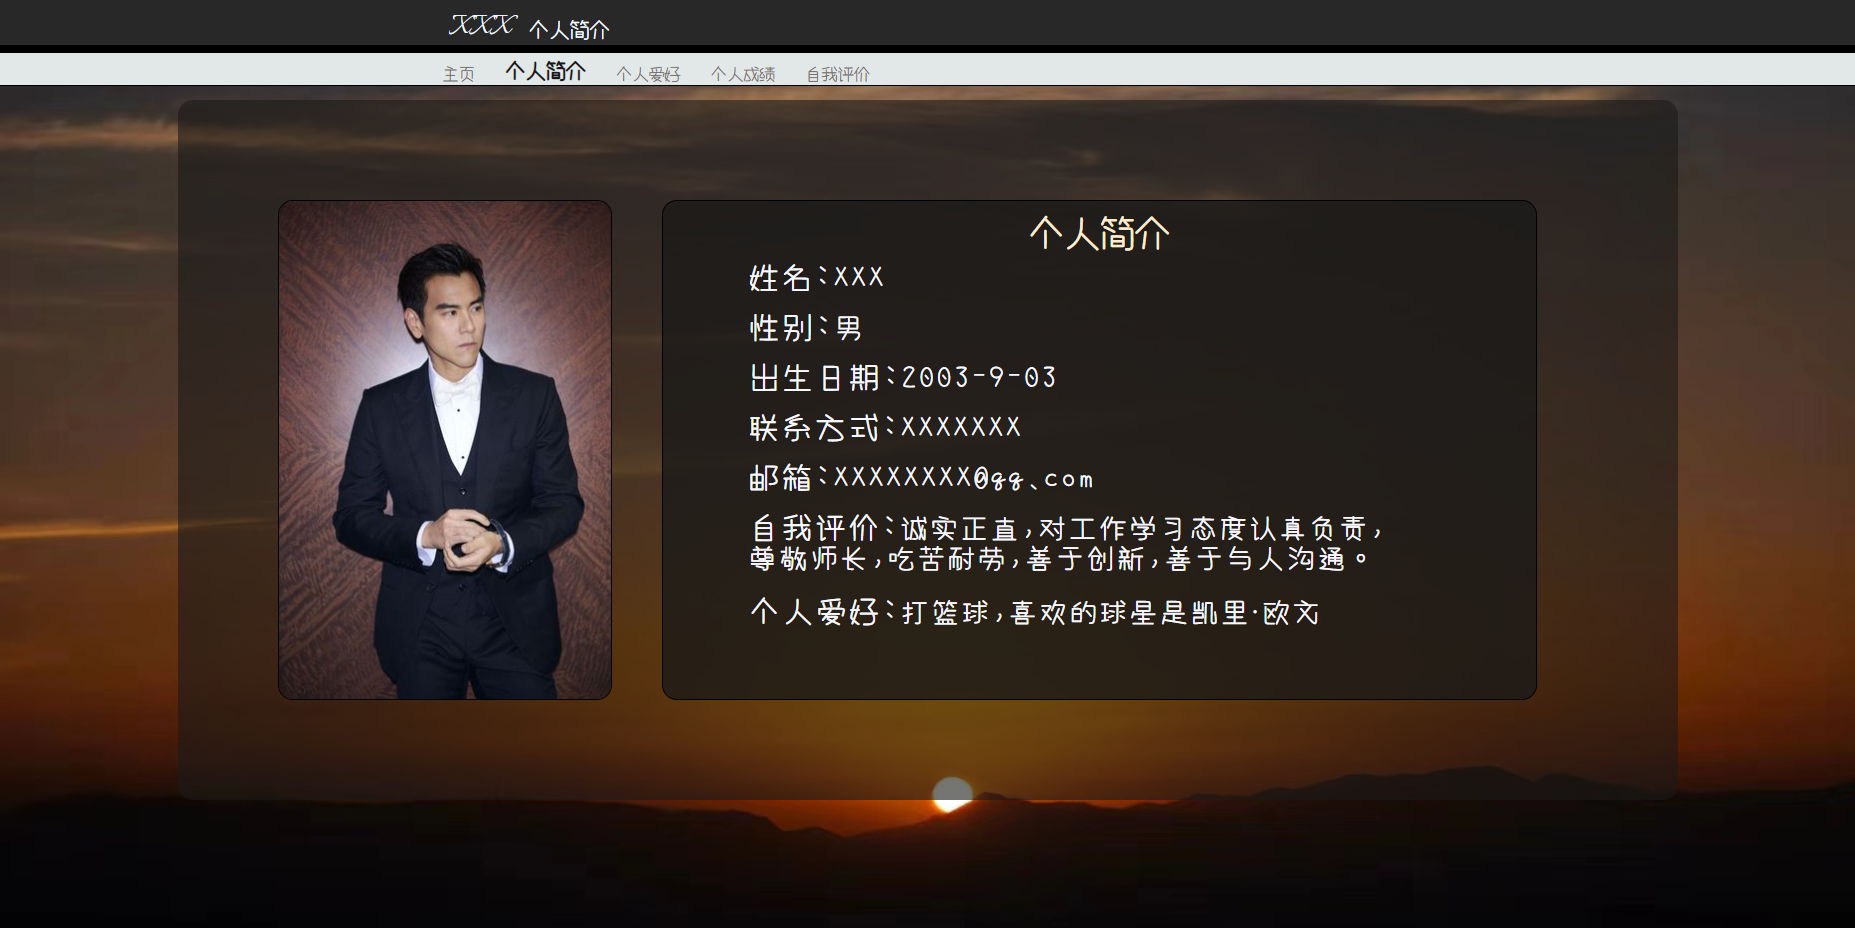 XXX 个人简介
主页 个人简介 个人爱好 个人成绩 自我评价
个人简介
姓名:XXX
性别:男
出生日期:2003-9-03
联系方式:XXXXXXX
邮箱:XXXXXXXX@qq、com
自我评价:诚实正直,对工作学习态度认真负责,
尊敬师长,吃苦耐劳,善于创新,善于与人沟通。
个人爱好:打篮球,喜欢的球星是凯里·欧文